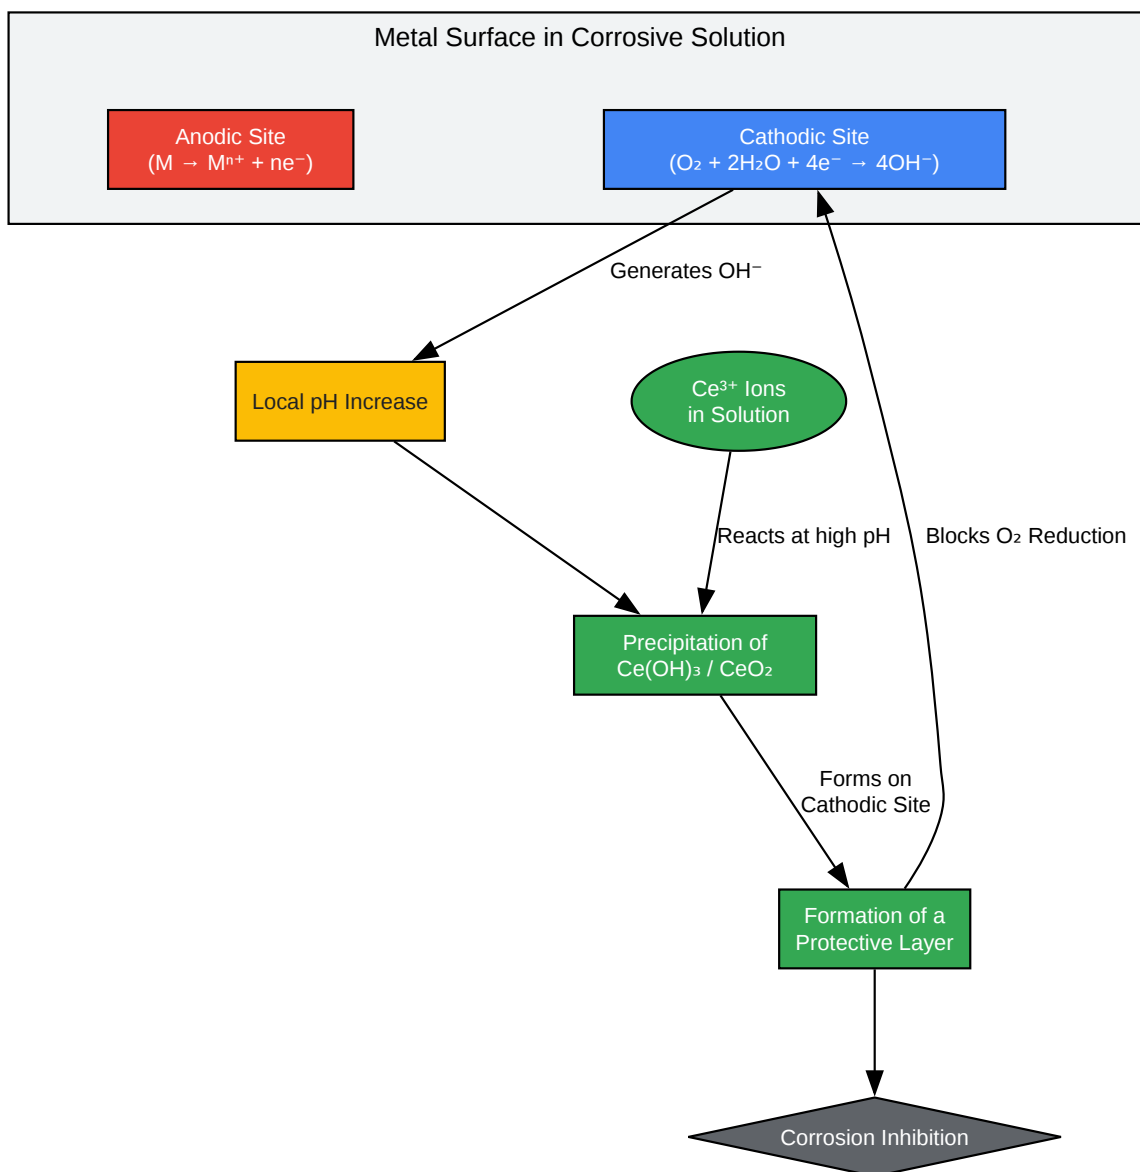 Metal Surface in Corrosive Solution
Anodic Site
(M → Mⁿ⁺ + ne⁻)
Cathodic Site
(O₂ + 2H₂O + 4e⁻ → 4OH⁻)
Generates OH⁻
Local pH Increase
Ce³⁺ Ions
in Solution
Reacts at high pH
Blocks O₂ Reduction
Precipitation of
Ce(OH)₃ / CeO₂
Forms on
Cathodic Site
Formation of a
Protective Layer
Corrosion Inhibition